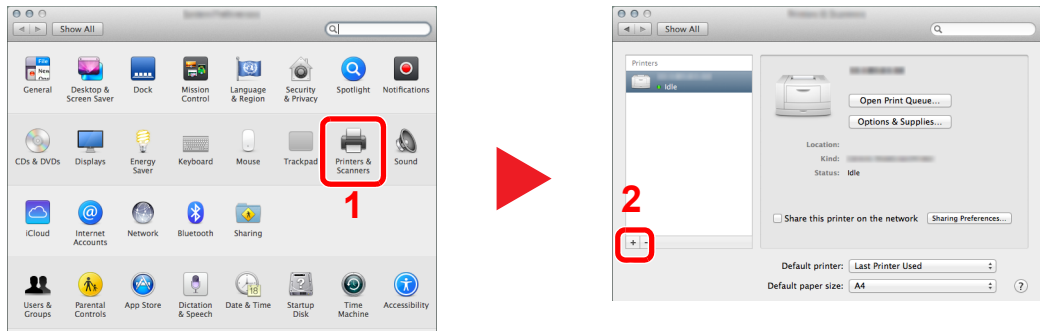 Show All
General
Desktop &
Screen Saver
Dock
Mission
Control
Language
& Region
Security
& Privacy
Spotlight
Notifications
CDs & DVDs
Displays
Energy
Saver
Keyboard
Mouse
Trackpad
Printers &
Scanners
Sound
1
iCloud
Internet
Accounts
Network
Bluetooth
Sharing
Users &
Groups
Parental
Controls
App Store
Dictation
& Speech
Date & Time
Startup
Disk
Time
Machine
Accessibility
Show All
Printers
Idle
Open Print Queue...
Options & Supplies...
Location:
Kind:
Status: Idle
2
Share this printer on the network Sharing Preferences...
+ -
Default printer: Last Printer Used
Default paper size: A4 ?